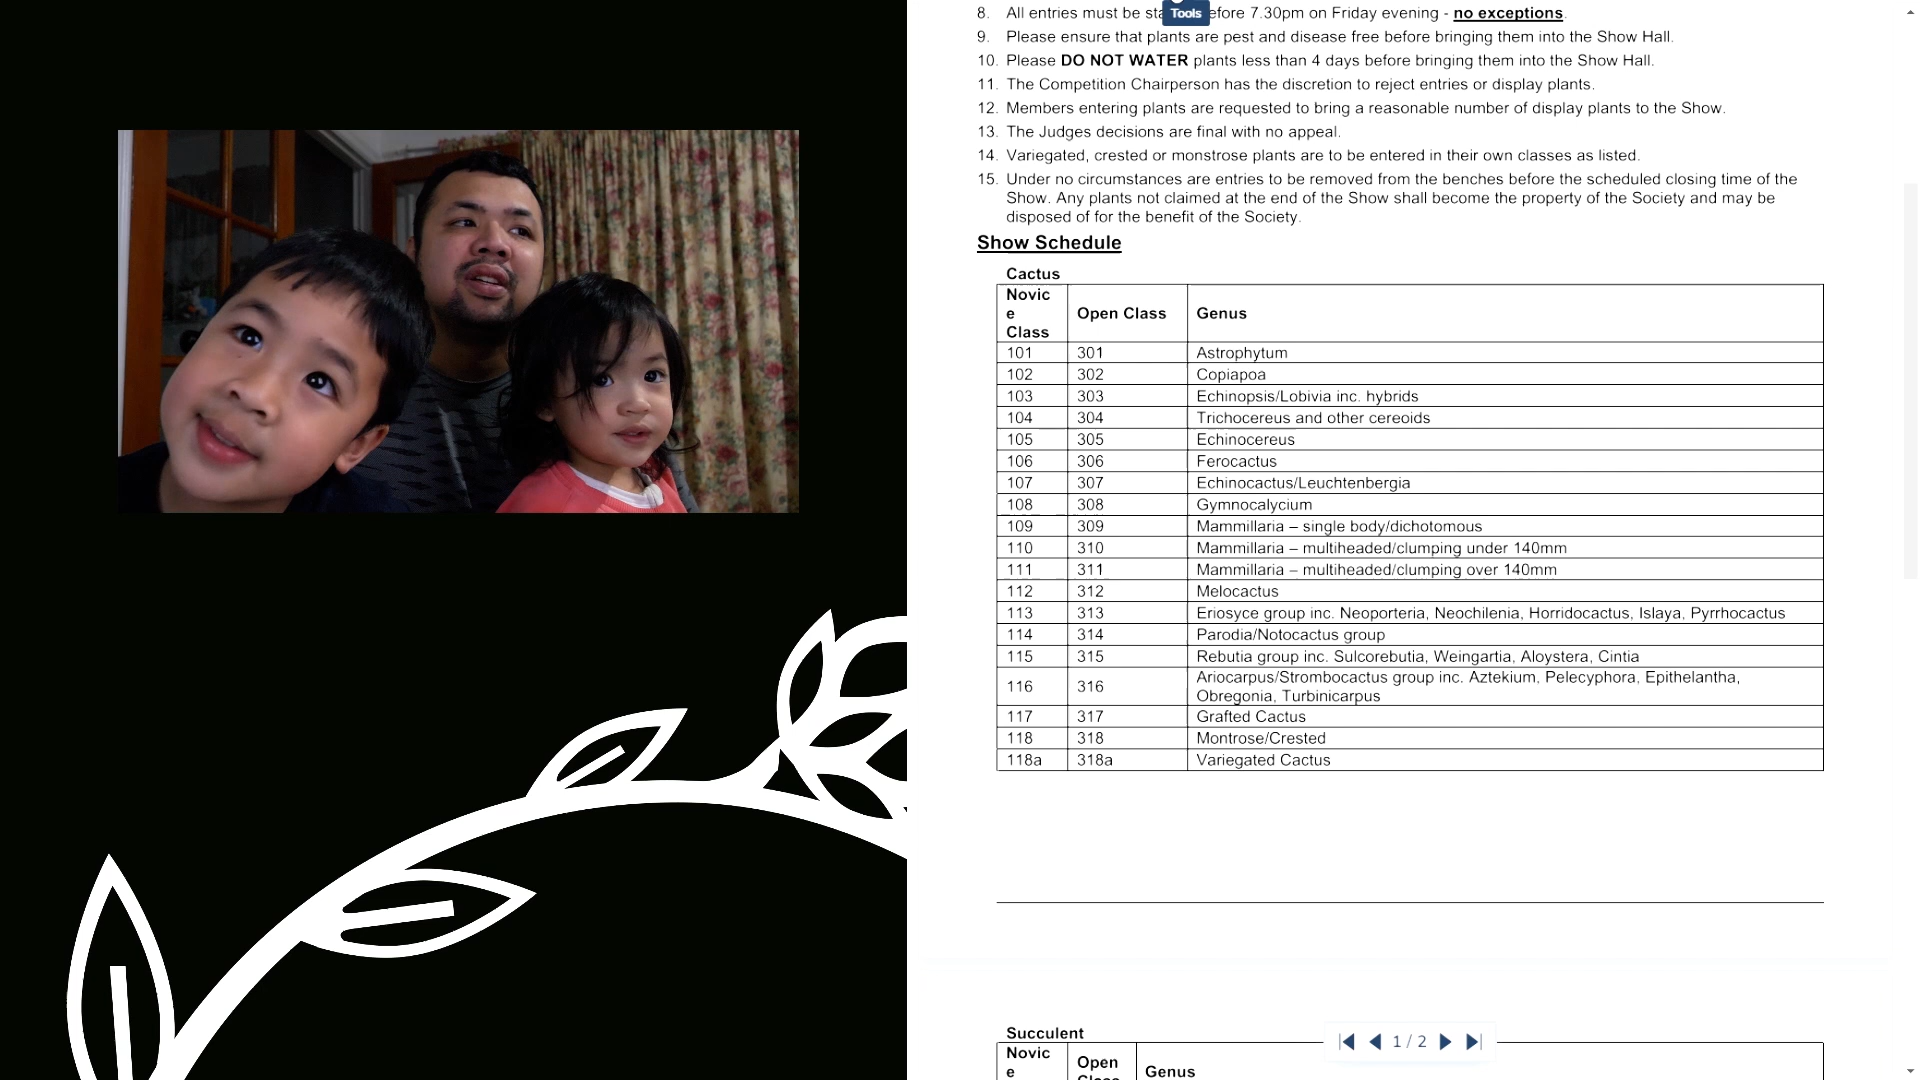 8. All entries must be before 7.30pm on Friday evening - no exceptions.
Tools
9. Please ensure that plants are pest and disease free before bringing them into the Show Hall.
10. Please DO NOT WATER plants less than 4 days before bringing them into the Show Hall.
11. The Competition Chairperson has the discretion to reject entries or display plants.
12. Members entering plants are requested to bring a reasonable number of display plants to the Show.
13. The Judges decisions are final with no appeal.
14. Variegated, crested or monstrose plants are to be entered in their own classes as listed.
15. Under no circumstances are entries to be removed from the benches before the scheduled closing time of the
Show. Any plants not claimed at the end of the Show shall become the property of the Society and may be
disposed of for the benefit of the Society.
Show Schedule
Cactus
Novic
e
Class
Open Class
Genus
101 301 Astrophytum
102 302 Copiapoa
103 303 Echinopsis/Lobivia inc. hybrids
104 304 Trichocereus and other cereoids
105 305 Echinocereus
106 306 Ferocactus
107 307 Echinocactus/Leuchtenbergia
108 308 Gymnocalycium
109 309 Mammillaria – single body/dichotomous
110 310 Mammillaria – multiheaded/clumping under 140mm
111 311 Mammillaria – multiheaded/clumping over 140mm
112 312 Melocactus
113 313 Eriosyce group inc. Neoporteria, Neochilenia, Horridocactus, Islaya, Pyrrhocactus
114 314 Parodia/Notocactus group
115 315 Rebutia group inc. Sulcorebutia, Weingartia, Aloystera, Cintia
116 316 Ariocarpus/Strombocactus group inc. Aztekium, Pelecyphora, Epithelantha,
Obregonia, Turbinicarpus
117 317 Grafted Cactus
118 318 Montrose/Crested
118a 318a Variegated Cactus
Succulent
1 / 2
Novic
e
Open
Genus